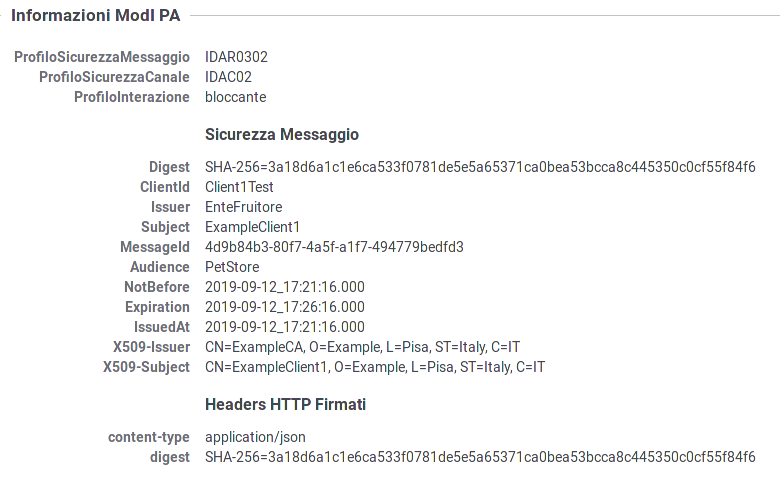 Informazioni ModI PA
ProfiloSicurezzaMessaggio IDAR0302
ProfiloSicurezzaCanale IDAC02
ProfiloInterazione bloccante
Sicurezza Messaggio
Digest SHA-256=3a18d6a1c1e6ca533f0781de5e5a65371ca0bea53bcca8c445350c0cf55f84f6
ClientId Client1Test
Issuer EnteFruitore
Subject ExampleClient1
MessageId 4d9b84b3-80f7-4a5f-a1f7-494779bedfd3
Audience PetStore
NotBefore 2019-09-12_17:21:16.000
Expiration 2019-09-12_17:26:16.000
IssuedAt 2019-09-12_17:21:16.000
X509-Issuer CN=ExampleCA, O=Example, L=Pisa, ST=Italy, C=IT
X509-Subject CN=ExampleClient1, O=Example, L=Pisa, ST=Italy, C=IT
Headers HTTP Firmati
content-type application/json
digest SHA-256=3a18d6a1c1e6ca533f0781de5e5a65371ca0bea53bcca8c445350c0cf55f84f6